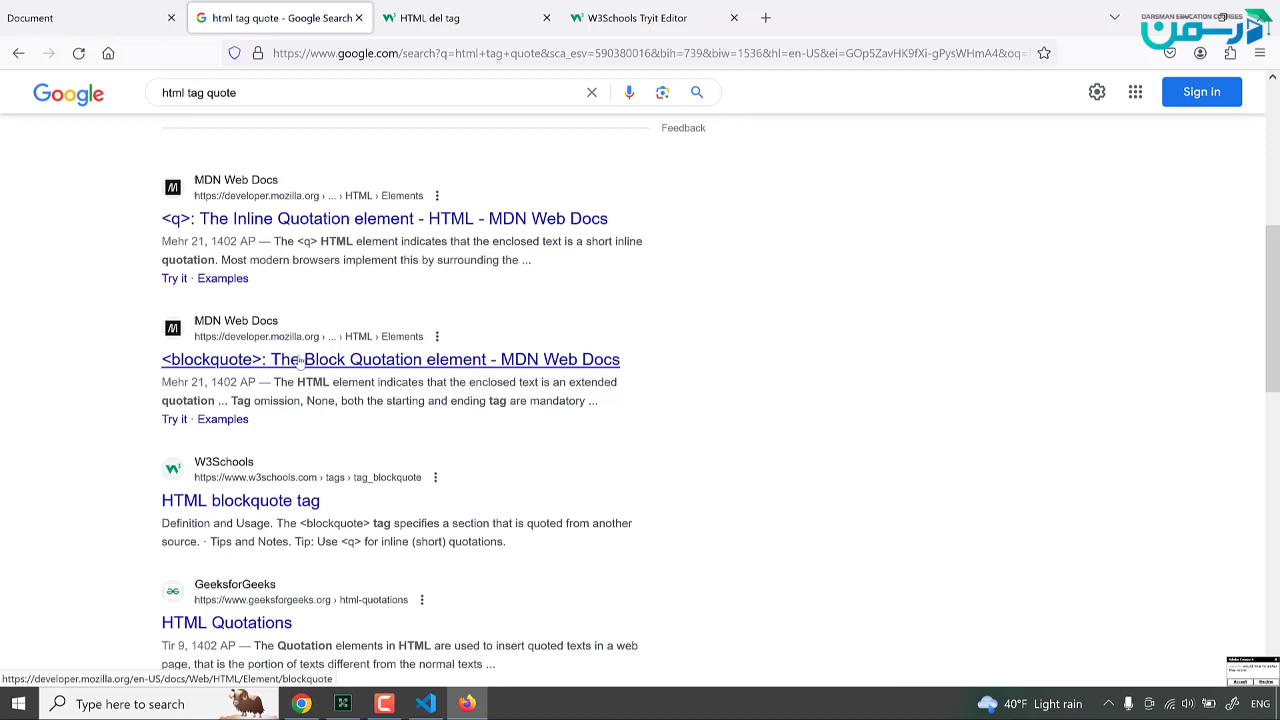 Document
html tag quote - Google Search
HTML del tag
W3Schools Tryit Editor
DARSMAN EDUCATION COURSES
درسمن
https://www.google.com/search?q=html+tag+quote&sca_esv=590380016&bih=739&biw=1536&hl=en-US&ei=GOp5ZavHK9fXi-gPysWHmA4&oq=
Google
html tag quote
Sign in
Feedback
MDN Web Docs
https://developer.mozilla.org › ... › HTML › Elements
<q>: The Inline Quotation element - HTML - MDN Web Docs
Mehr 21, 1402 AP — The <q> HTML element indicates that the enclosed text is a short inline
quotation. Most modern browsers implement this by surrounding the ...
Try it · Examples
MDN Web Docs
https://developer.mozilla.org › ... › HTML › Elements
<blockquote>: The Block Quotation element - MDN Web Docs
Mehr 21, 1402 AP — The HTML element indicates that the enclosed text is an extended
quotation ... Tag omission, None, both the starting and ending tag are mandatory ...
Try it · Examples
W3Schools
https://www.w3schools.com › tags › tag_blockquote
HTML blockquote tag
Definition and Usage. The <blockquote> tag specifies a section that is quoted from another
source. · Tips and Notes. Tip: Use <q> for inline (short) quotations.
GeeksforGeeks
https://www.geeksforgeeks.org › html-quotations
HTML Quotations
Tir 9, 1402 AP — The Quotation elements in HTML are used to insert quoted texts in a web
page, that is the portion of texts different from the normal texts ...
https://developer.mozilla.org/en-US/docs/Web/HTML/Element/blockquote
Type here to search
40°F Light rain
ENG